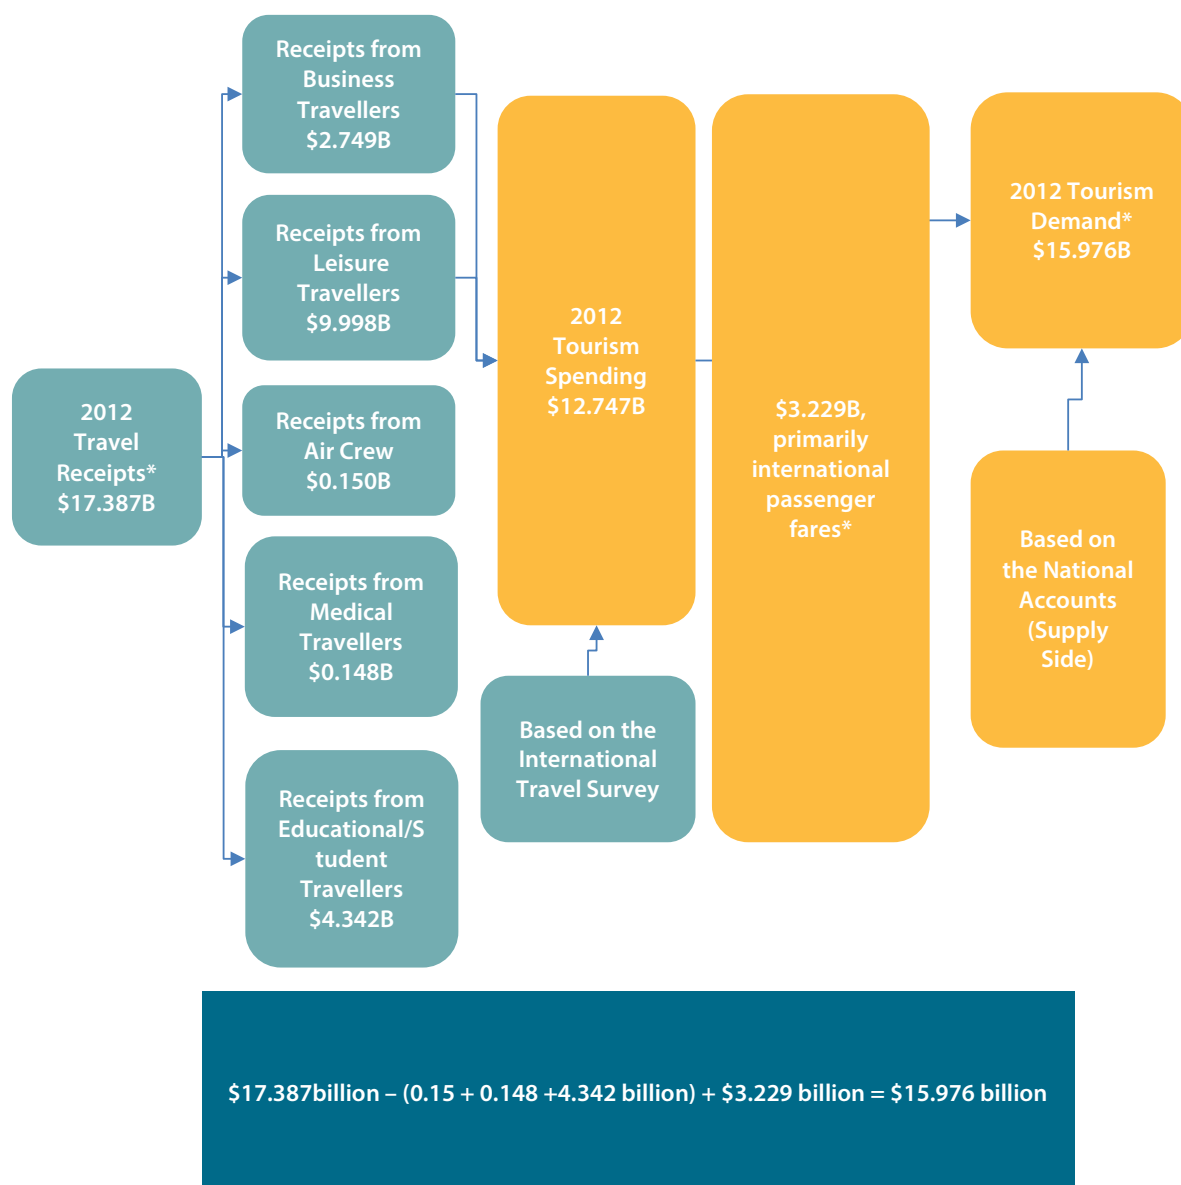 Receipts from
Business
Travellers
$2.749B
Receipts from
Leisure
Travellers
$9.998B
2012
Travel
Receipts*
$17.387B
Receipts from
Air Crew
$0.150B
Receipts from
Medical
Travellers
$0.148B
Receipts from
Educational/S
tudent
Travellers
$4.342B
2012
Tourism
Spending
$12.747B
Based on the
International
Travel Survey
$3.229B,
primarily
international
passenger
fares*
2012 Tourism
Demand*
$15.976B
Based on
the National
Accounts
(Supply
Side)
$17.387billion – (0.15 + 0.148 +4.342 billion) + $3.229 billion = $15.976 billion